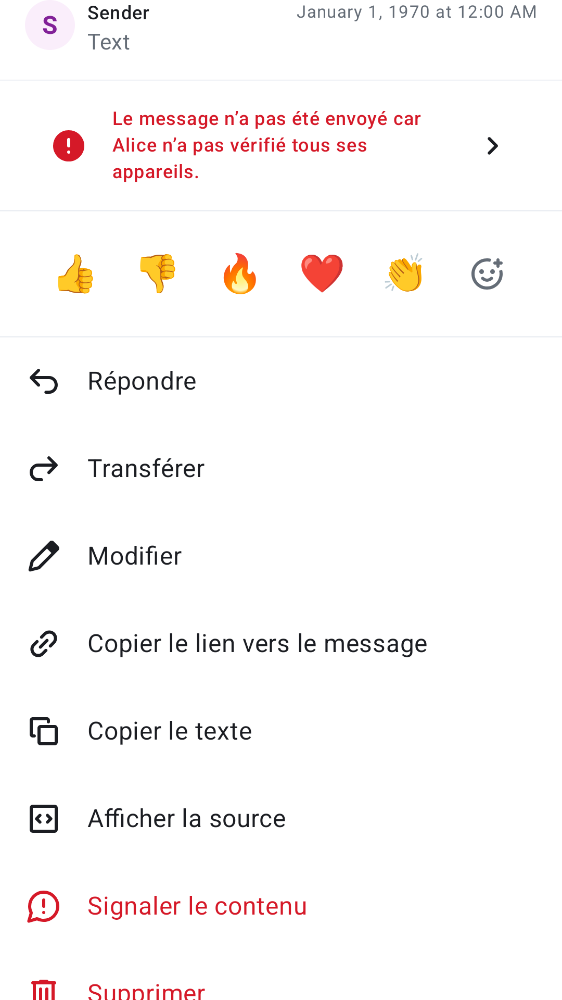 S
Sender
January 1, 1970 at 12:00 AM
Text
Le message n’a pas été envoyé car
Alice n’a pas vérifié tous ses
appareils.
Répondre
Transférer
Modifier
Copier le lien vers le message
Copier le texte
Afficher la source
Signaler le contenu
Supprimer